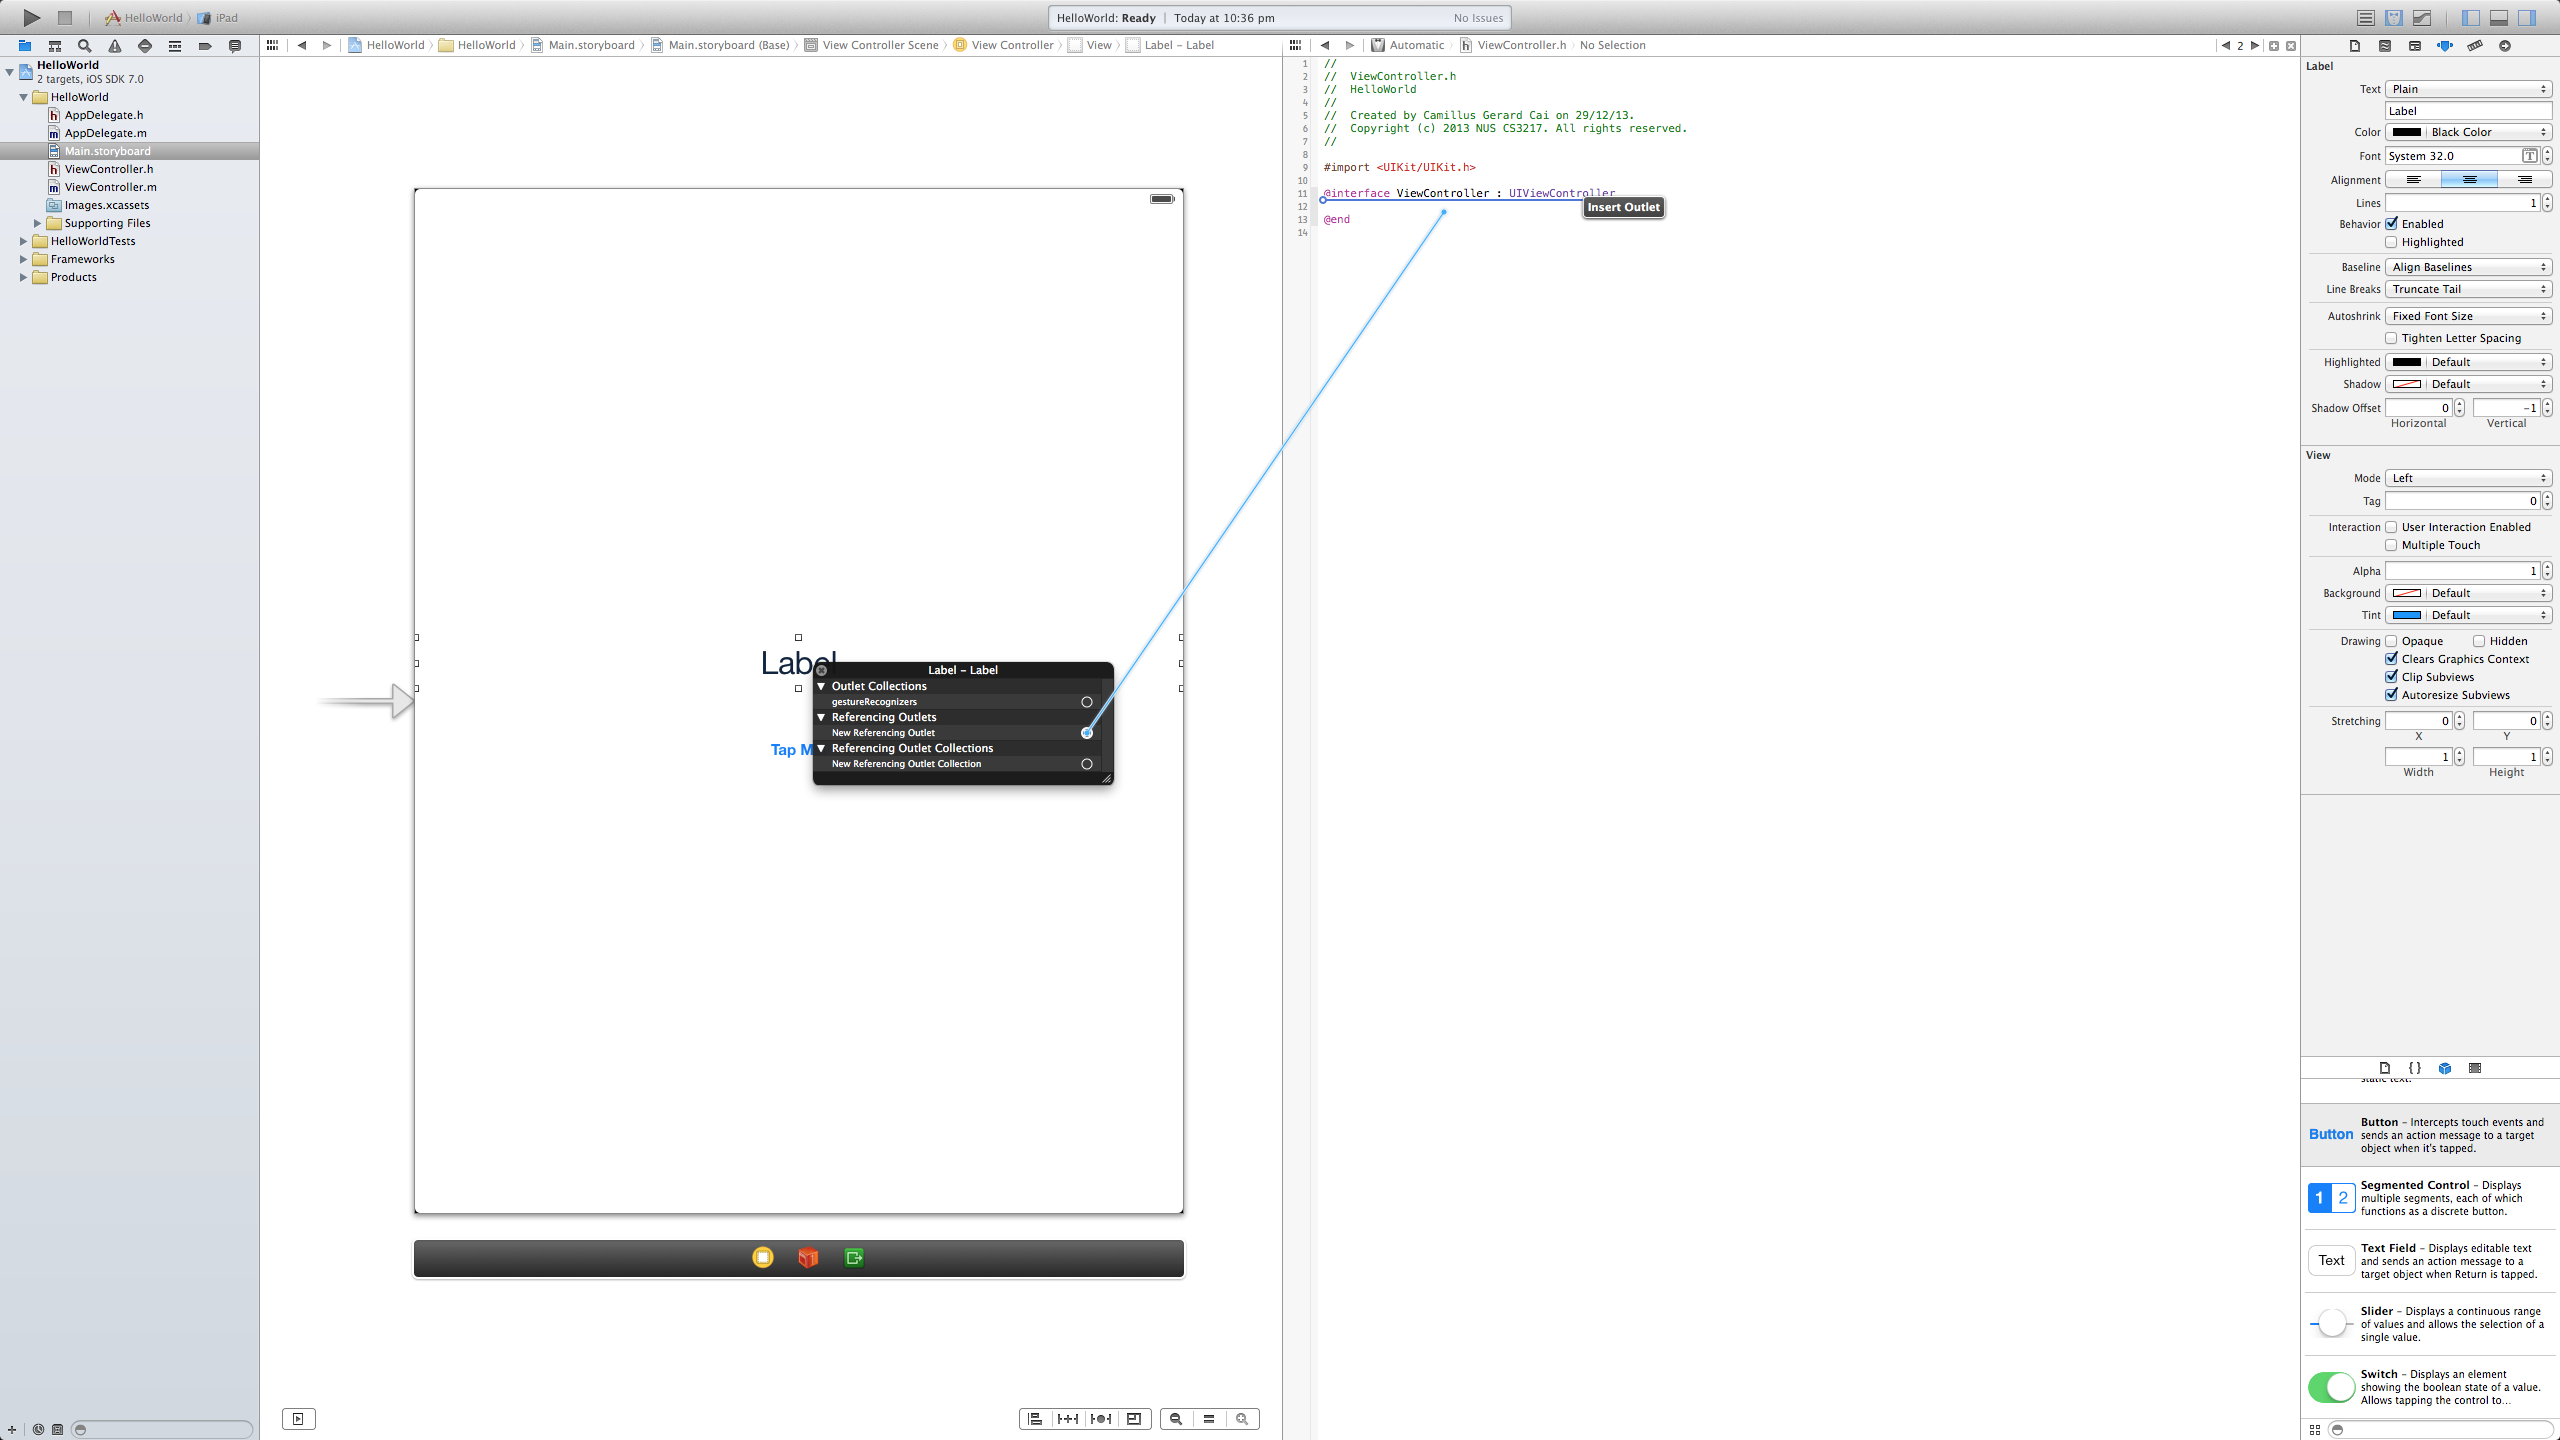 HelloWorld iPad
HelloWorld: Ready | Today at 10:36 pm No Issues
HelloWorld HelloWorld Main.storyboard Main.storyboard (Base) View Controller Scene View Controller View Label – Label
Automatic ViewController.h No Selection
2
HelloWorld
2 targets, iOS SDK 7.0
HelloWorld
AppDelegate.h
AppDelegate.m
Main.storyboard
ViewController.h
ViewController.m
Images.xcassets
Supporting Files
HelloWorldTests
Frameworks
Products
Label
Tap M
Label – Label
Outlet Collections
gestureRecognizers
Referencing Outlets
New Referencing Outlet
Referencing Outlet Collections
New Referencing Outlet Collection
1 //
2 //  ViewController.h
3 //  HelloWorld
4 //
5 //  Created by Camillus Gerard Cai on 29/12/13.
6 //  Copyright (c) 2013 NUS CS3217. All rights reserved.
7 //
8
9 #import <UIKit/UIKit.h>
10
11 @interface ViewController : UIViewController
12
13 @end
14
Insert Outlet
Label
Text Plain
Label
Color Black Color
Font System 32.0
Alignment
Lines 1
Behavior Enabled
Highlighted
Baseline Align Baselines
Line Breaks Truncate Tail
Autoshrink Fixed Font Size
Tighten Letter Spacing
Highlighted Default
Shadow Default
Shadow Offset 0 -1
Horizontal Vertical
View
Mode Left
Tag 0
Interaction User Interaction Enabled
Multiple Touch
Alpha 1
Background Default
Tint Default
Drawing Opaque Hidden
Clears Graphics Context
Clip Subviews
Autoresize Subviews
Stretching 0 0
X Y
1 1
Width Height
{ }
static text.
Button
Button – Intercepts touch events and
sends an action message to a target
object when it's tapped.
1 2
Segmented Control – Displays
multiple segments, each of which
functions as a discrete button.
Text
Text Field – Displays editable text
and sends an action message to a
target object when Return is tapped.
Slider – Displays a continuous range
of values and allows the selection of a
single value.
Switch – Displays an element
showing the boolean state of a value.
Allows tapping the control to...